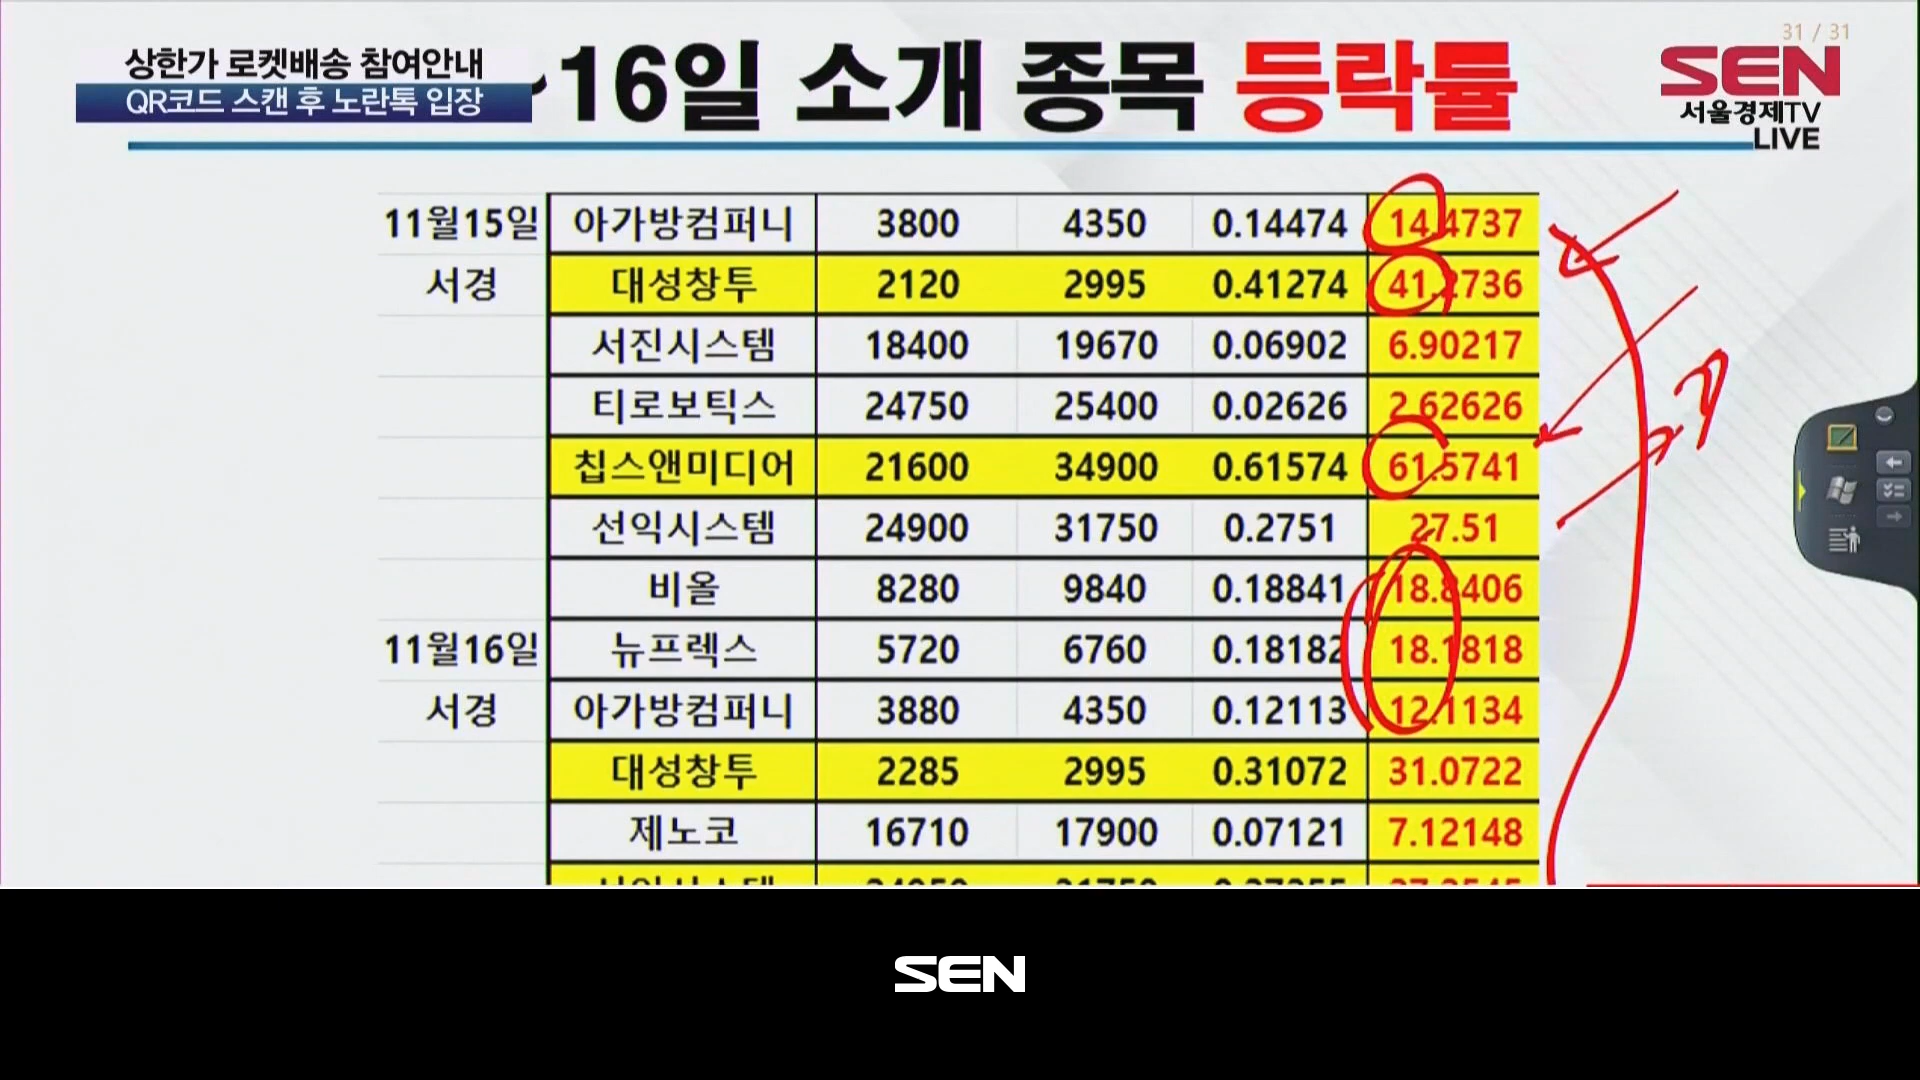 31 / 31
상한가 로켓배송 참여안내
QR코드 스캔 후 노란톡 입장
~16일 소개 종목 등락률
SEN
서울경제TV
LIVE
11월15일 아가방컴퍼니 3800 4350 0.14474 14.4737
서경 대성창투 2120 2995 0.41274 41.2736
서진시스템 18400 19670 0.06902 6.90217
티로보틱스 24750 25400 0.02626 2.62626
칩스앤미디어 21600 34900 0.61574 61.5741
선익시스템 24900 31750 0.2751 27.51
비올 8280 9840 0.18841 18.8406
11월16일 뉴프렉스 5720 6760 0.18182 18.1818
서경 아가방컴퍼니 3880 4350 0.12113 12.1134
대성창투 2285 2995 0.31072 31.0722
제노코 16710 17900 0.07121 7.12148
SEN